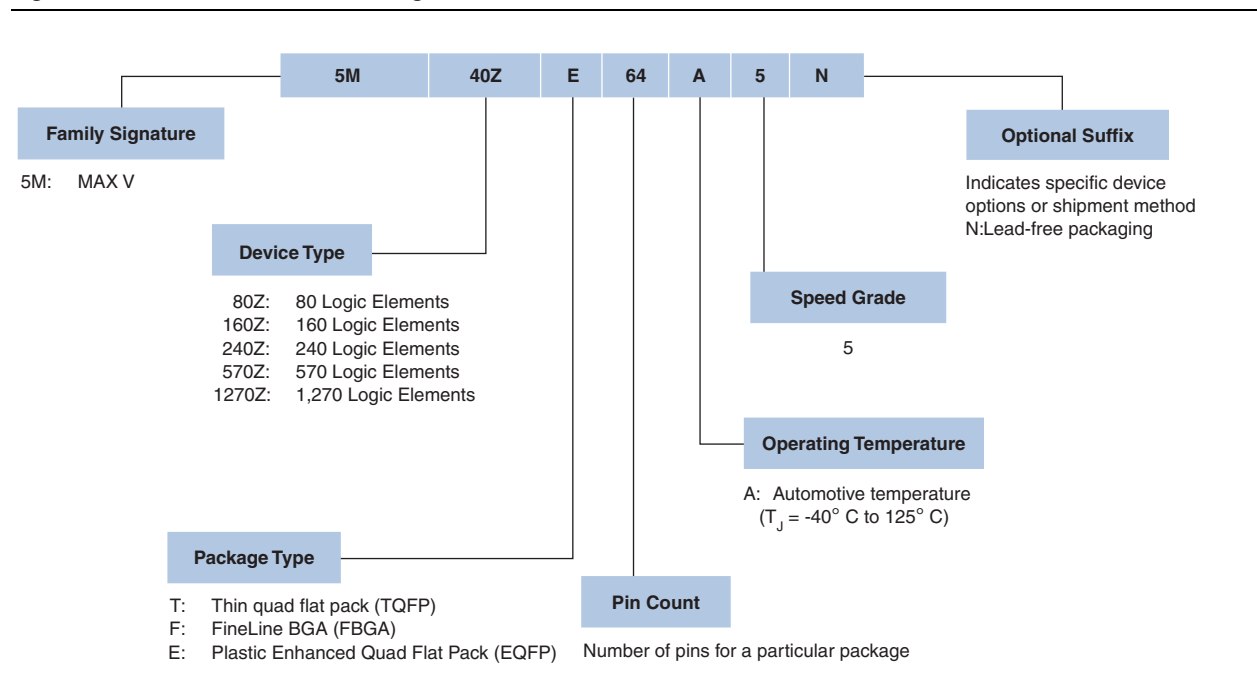 5M 40Z E 64 A 5 N
Family Signature
5M: MAX V
Optional Suffix
Indicates specific device
options or shipment method
N:Lead-free packaging
Device Type
80Z: 80 Logic Elements
160Z: 160 Logic Elements
240Z: 240 Logic Elements
570Z: 570 Logic Elements
1270Z: 1,270 Logic Elements
Speed Grade
5
Operating Temperature
A: Automotive temperature
(TJ = -40° C to 125° C)
Package Type
T: Thin quad flat pack (TQFP)
F: FineLine BGA (FBGA)
E: Plastic Enhanced Quad Flat Pack (EQFP)
Pin Count
Number of pins for a particular package